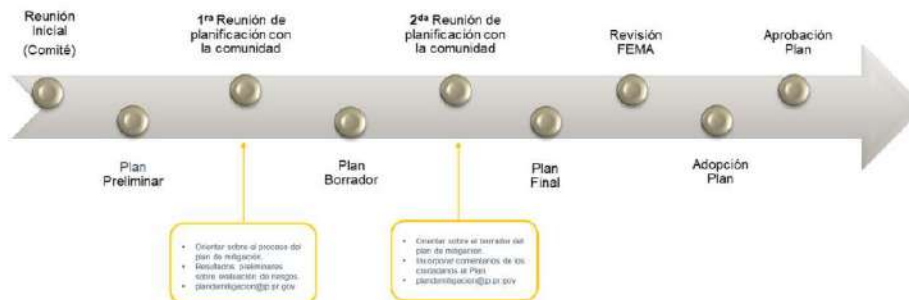 Reunión
Inicial
(Comité)
1ra Reunión de
planificación con
la comunidad
2da Reunión de
planificación con
la comunidad
Revisión
FEMA
Aprobación
Plan
Plan
Preliminar
Plan
Borrador
Plan
Final
Adopción
Plan
• Orientar sobre el proceso del
plan de mitigación.
• Resultados preliminares
sobre evaluación de riesgos.
• plandemitigacion@jp.pr.gov
• Orientar sobre el borrador del
plan de mitigación.
• Incorporar comentarios de los
ciudadanos al Plan
• plandemitigacion@jp.pr.gov